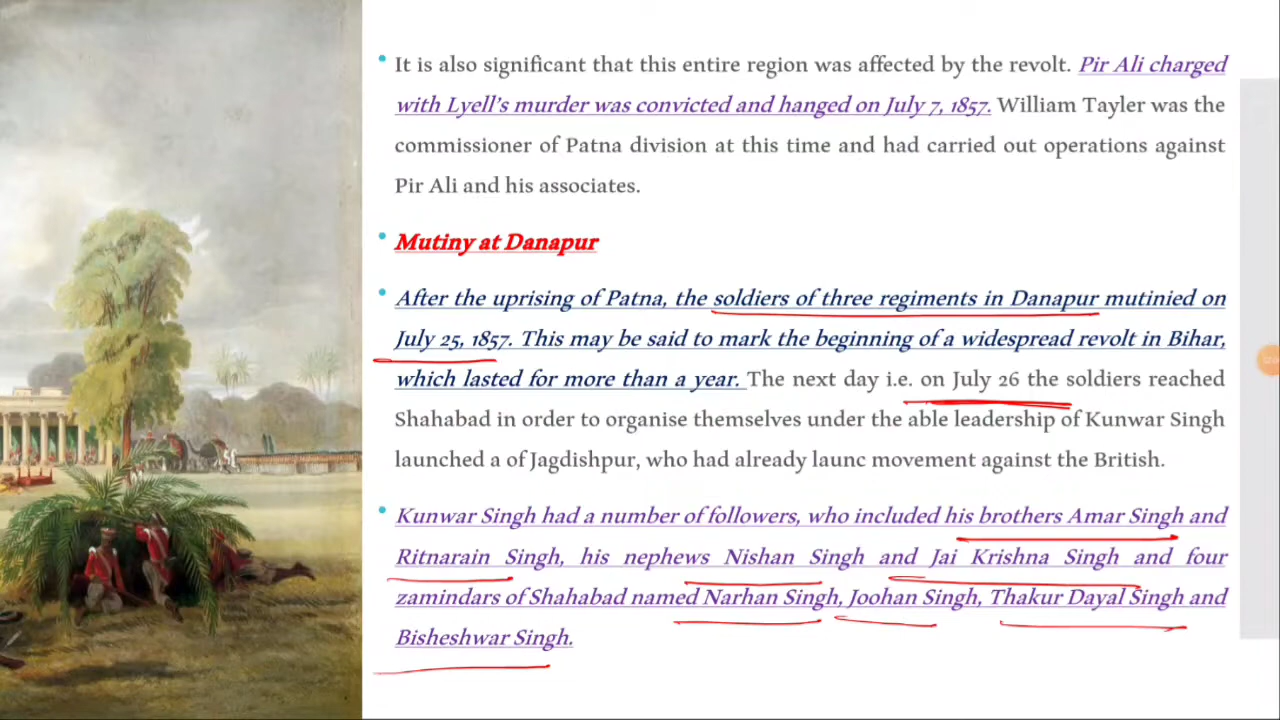 • It is also significant that this entire region was affected by the revolt. Pir Ali charged
with Lyell's murder was convicted and hanged on July 7, 1857. William Tayler was the
commissioner of Patna division at this time and had carried out operations against
Pir Ali and his associates.
• Mutiny at Danapur
• After the uprising of Patna, the soldiers of three regiments in Danapur mutinied on
July 25, 1857. This may be said to mark the beginning of a widespread revolt in Bihar,
which lasted for more than a year. The next day i.e. on July 26 the soldiers reached
Shahabad in order to organise themselves under the able leadership of Kunwar Singh
launched a of Jagdishpur, who had already launc movement against the British.
• Kunwar Singh had a number of followers, who included his brothers Amar Singh and
Ritnarain Singh, his nephews Nishan Singh and Jai Krishna Singh and four
zamindars of Shahabad named Narhan Singh, Joohan Singh, Thakur Dayal Singh and
Bisheshwar Singh.